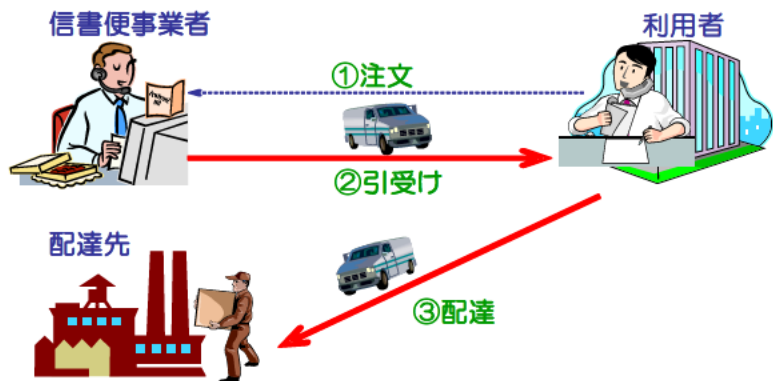 信書便事業者
利用者
①注文
②引受け
配達先
③配達